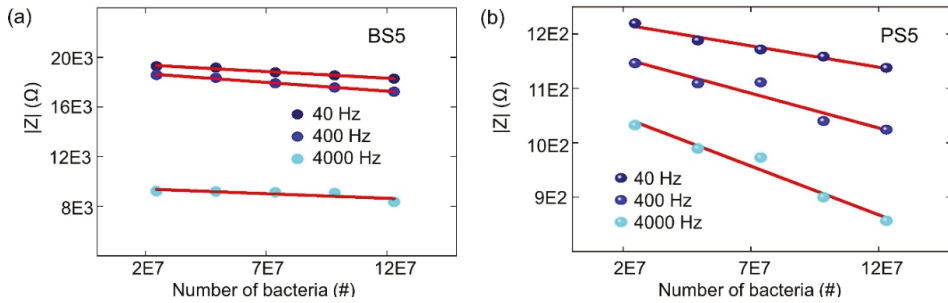 (a)
BS5
20E3
16E3
12E3
8E3
|Z| (Ω)
40 Hz
400 Hz
4000 Hz
2E7
7E7
12E7
Number of bacteria (#)
(b)
PS5
12E2
11E2
10E2
9E2
|Z| (Ω)
40 Hz
400 Hz
4000 Hz
2E7
7E7
12E7
Number of bacteria (#)